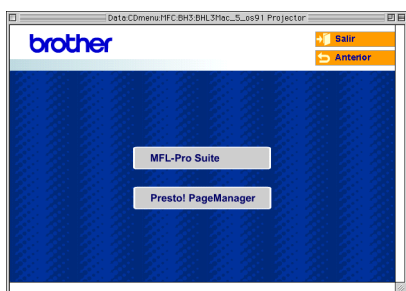 Data:CDmenu:MFC:BH3:BHL3Mac_5_os91 Projector
brother
Salir
Anterior
MFL-Pro Suite
Presto! PageManager